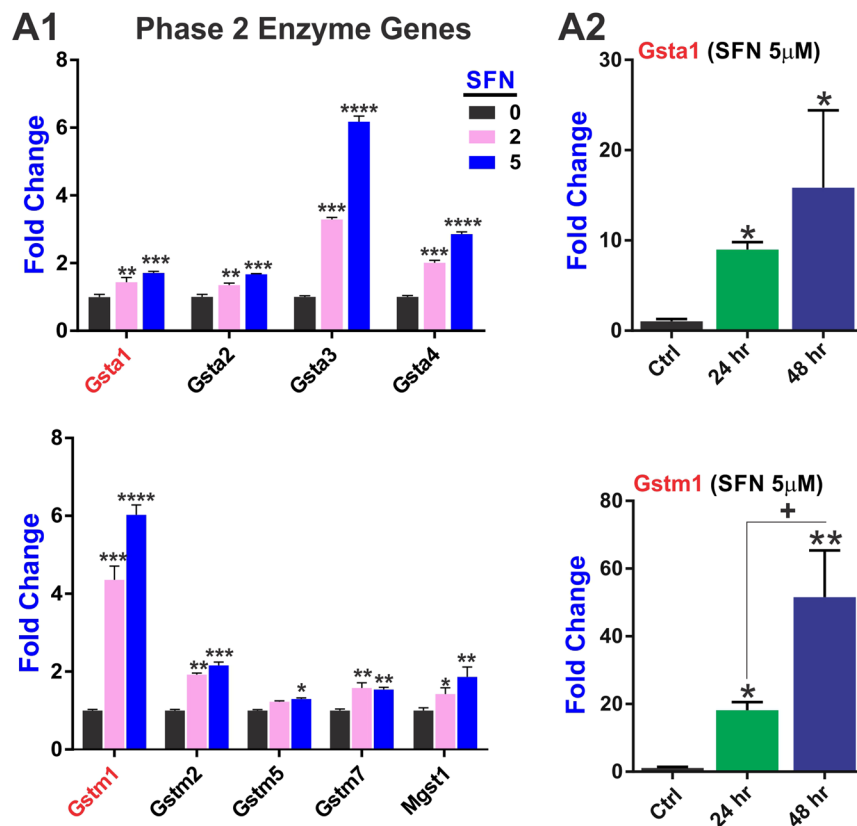 A1 Phase 2 Enzyme Genes
Fold Change
8
6
4
2
0
SFN
0
2
5
** ***
** ***
*** ****
*** ****
Gsta1 Gsta2 Gsta3 Gsta4
A2
Gsta1 (SFN 5μM)
Fold Change
30
20
10
0
* *
Ctrl 24 hr 48 hr
Fold Change
8
6
4
2
0
*** ****
** ***
*
** **
* **
Gstm1 Gstm2 Gstm5 Gstm7 Mgst1
Gstm1 (SFN 5μM)
Fold Change
80
60
40
20
0
+
* **
Ctrl 24 hr 48 hr